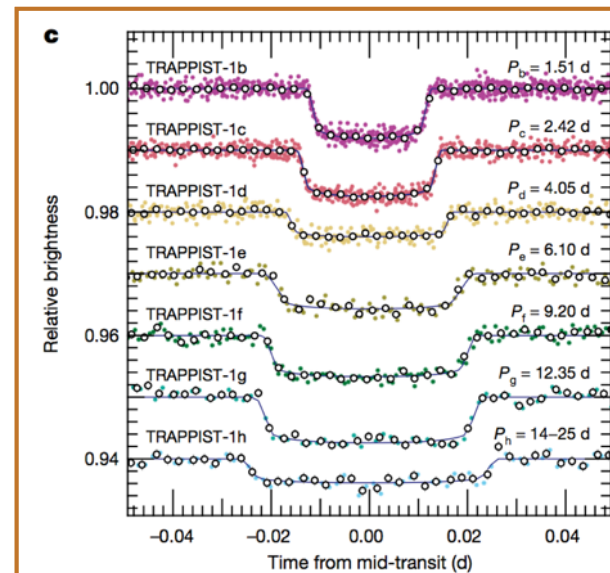 c
TRAPPIST-1b P_b = 1.51 d
1.00
TRAPPIST-1c P_c = 2.42 d
TRAPPIST-1d P_d = 4.05 d
0.98
TRAPPIST-1e P_e = 6.10 d
TRAPPIST-1f P_f = 9.20 d
0.96
TRAPPIST-1g P_g = 12.35 d
TRAPPIST-1h P_h = 14–25 d
0.94
Relative brightness
−0.04 −0.02 0.00 0.02 0.04
Time from mid-transit (d)